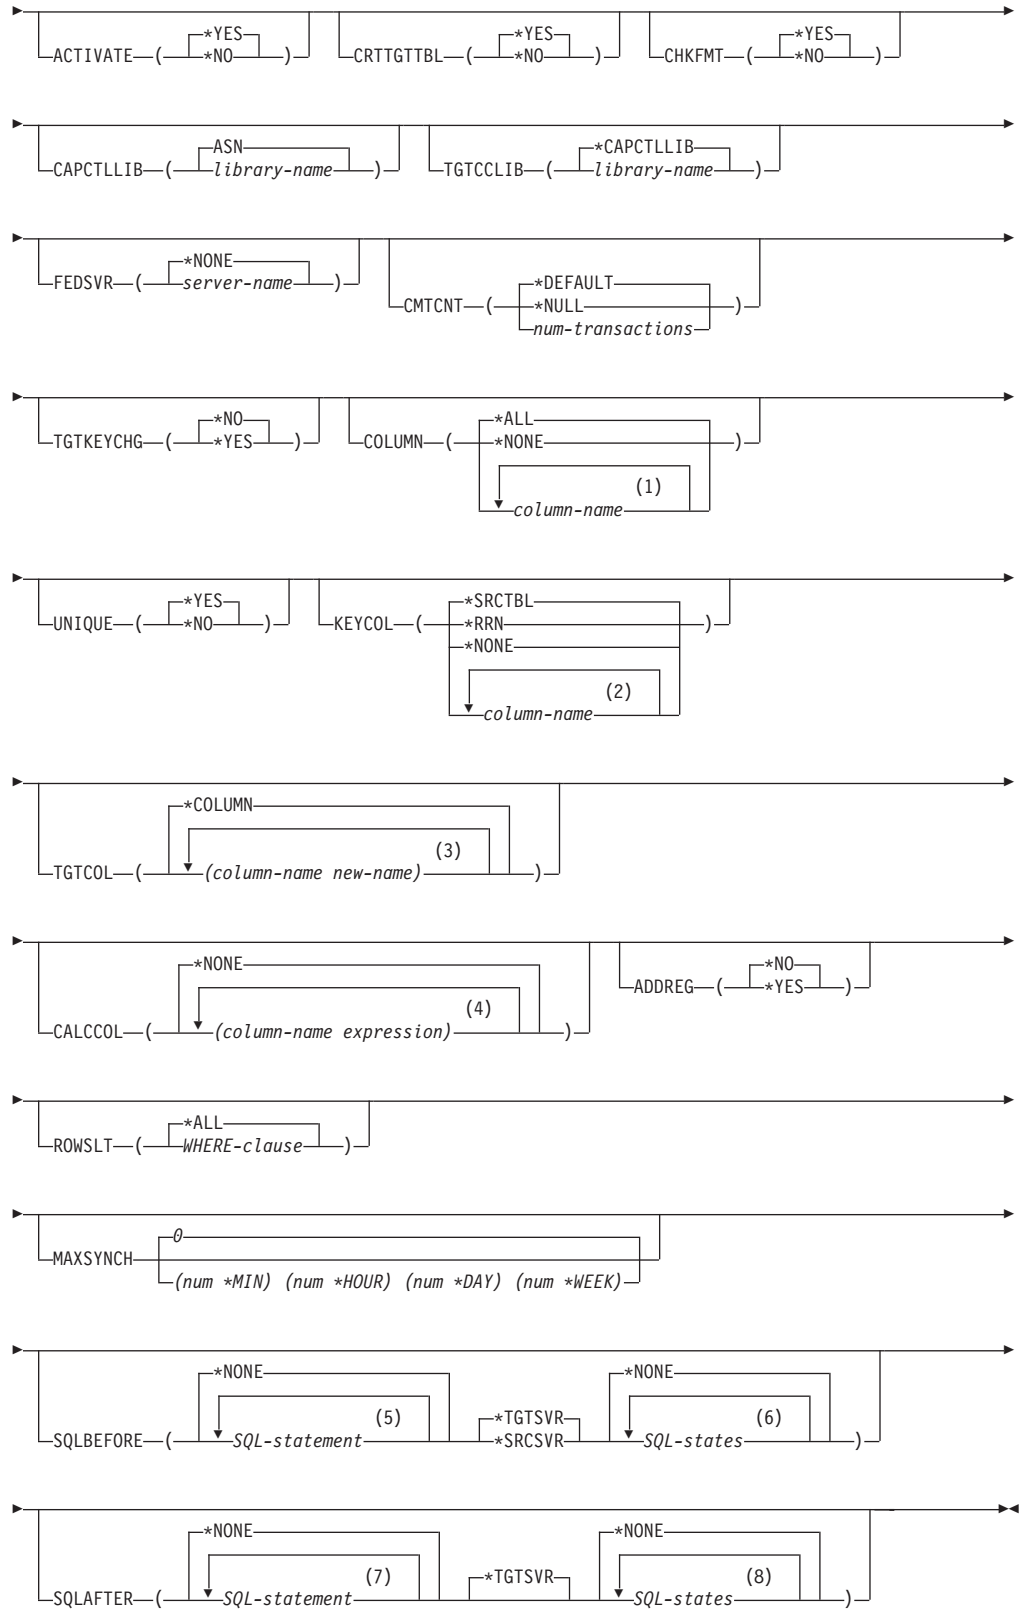 *YES *YES *YES
ACTIVATE ( *NO ) CRTTGTTBL ( *NO ) CHKFMT ( *NO )
ASN *CAPCTLLIB
CAPCTLLIB ( library-name ) TGTCCLIB ( library-name )
*NONE *DEFAULT
FEDSVR ( server-name ) CMTCNT ( *NULL )
num-transactions
*NO *ALL
TGTKEYCHG ( *YES ) COLUMN ( *NONE )
(1)
column-name
*YES *SRCTBL
UNIQUE ( *NO ) KEYCOL ( *RRN )
*NONE
(2)
column-name
*COLUMN
(3)
TGTCOL ( (column-name new-name) )
*NONE *NO
ADDREG ( *YES )
(4)
CALCCOL ( (column-name expression) )
*ALL
ROWSLT ( WHERE-clause )
0
MAXSYNCH
(num *MIN) (num *HOUR) (num *DAY) (num *WEEK)
*NONE *NONE
(5) *TGTSVR (6)
SQLBEFORE ( SQL-statement *SRCSVR SQL-states )
*NONE *NONE
(7) *TGTSVR (8)
SQLAFTER ( SQL-statement SQL-states )